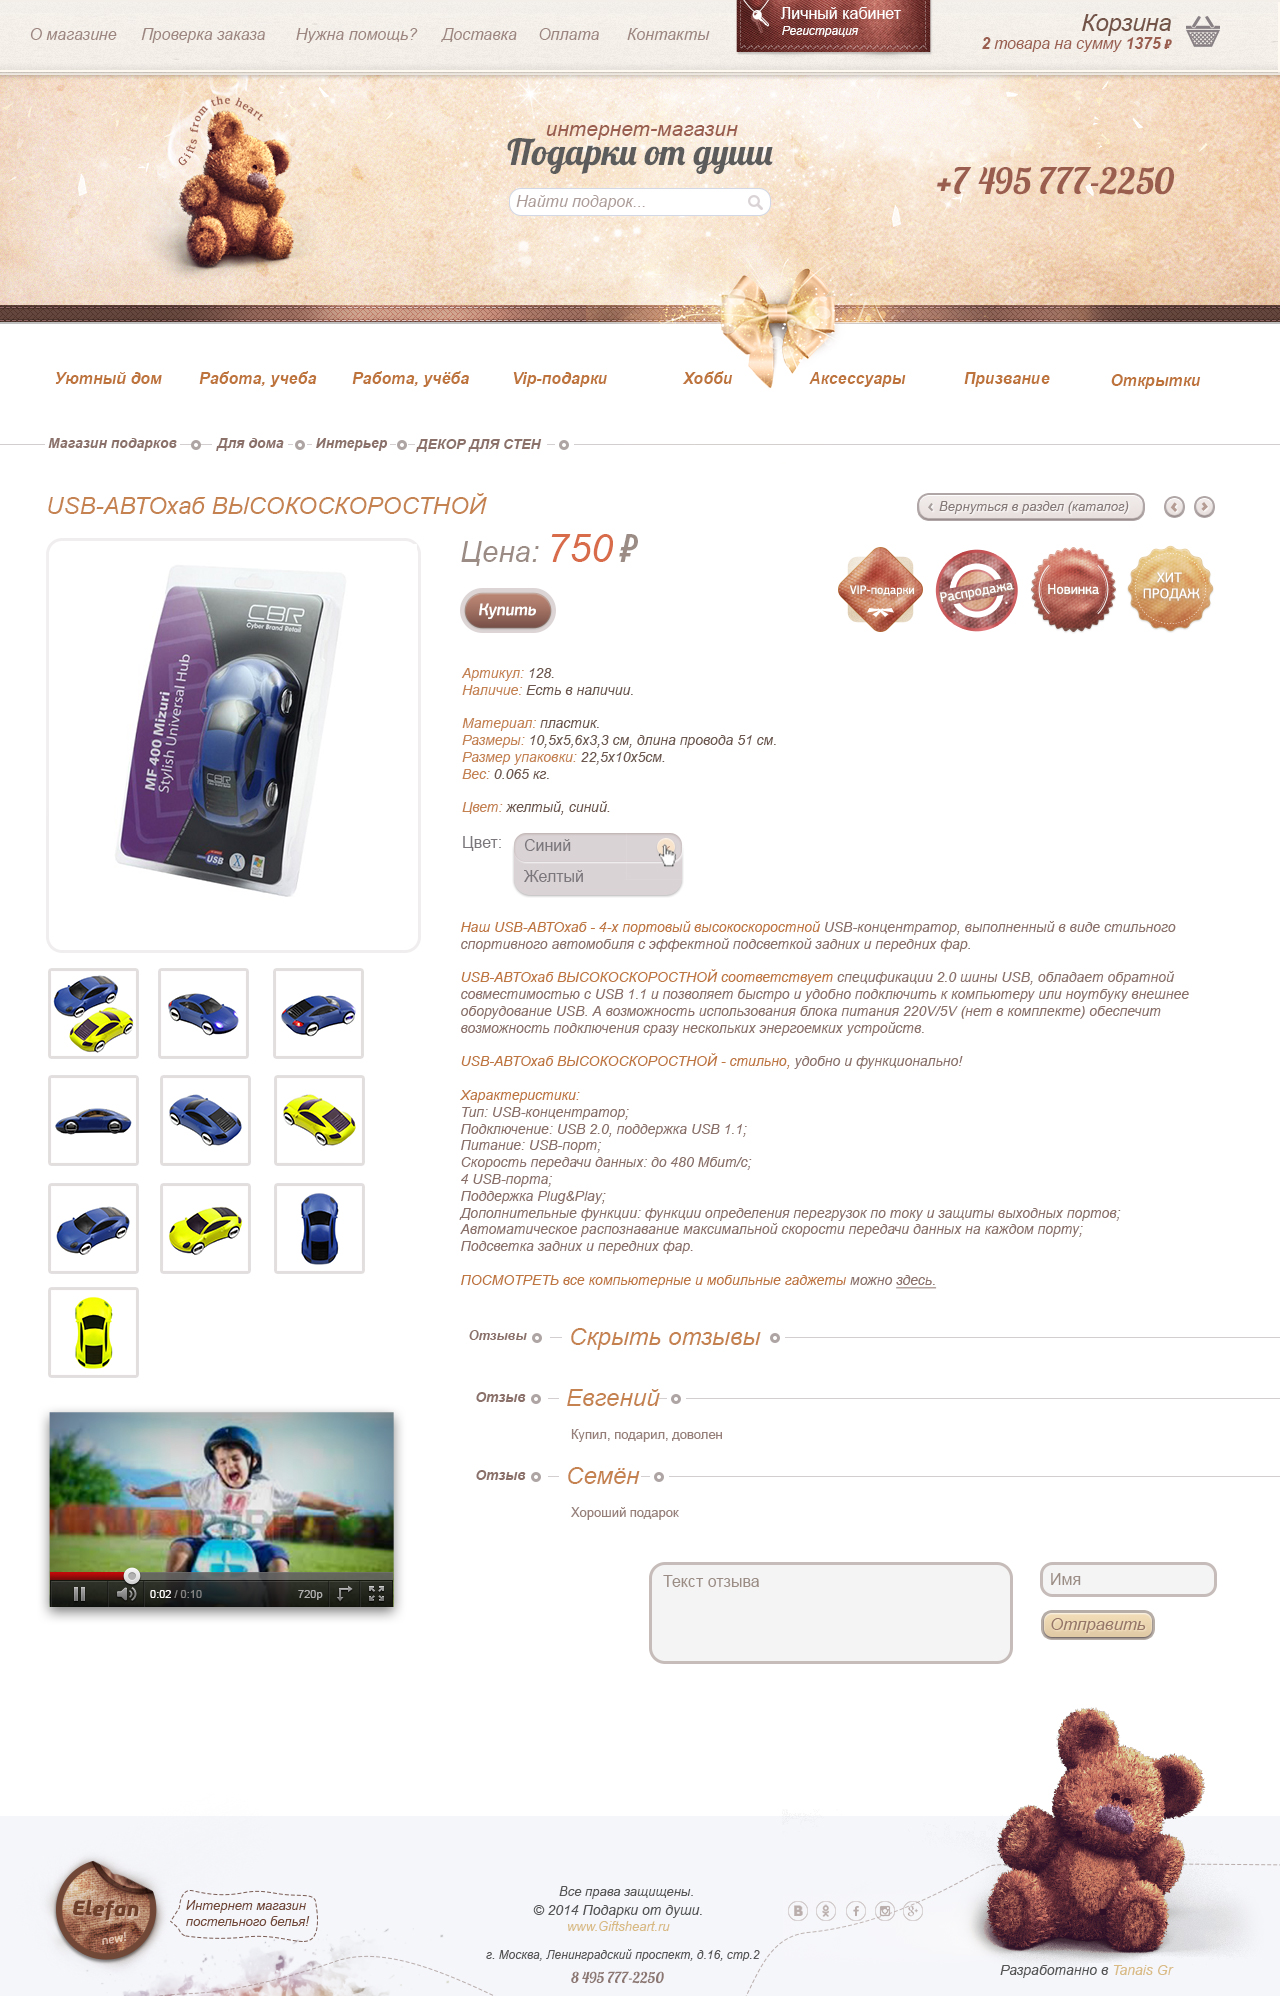 О магазине Проверка заказа Нужна помощь? Доставка Оплата Контакты
Личный кабинет
Регистрация
Корзина
2 товара на сумму 1375 ₽
Gifts from the heart
интернет-магазин
Подарки от души
Найти подарок...
+7 495 777-2250
Уютный дом Работа, учеба Работа, учёба Vip-подарки Хобби Аксессуары Призвание Открытки
Магазин подарков Для дома Интерьер ДЕКОР ДЛЯ СТЕН
USB-АВТОхаб ВЫСОКОСКОРОСТНОЙ
Вернуться в раздел (каталог)
Цена: 750 ₽
Купить
VIP-подарки
Распродажа
Новинка
ХИТ
ПРОДАЖ
CBR
Cyber Brand Retail
MF 400 Mizuri
Stylish Universal Hub
CBR
USB
Артикул: 128.
Наличие: Есть в наличии.
Материал: пластик.
Размеры: 10,5х5,6х3,3 см, длина провода 51 см.
Размер упаковки: 22,5х10х5см.
Вес: 0.065 кг.
Цвет: желтый, синий.
Цвет: Синий
Желтый
Наш USB-АВТОхаб - 4-х портовый высокоскоростной USB-концентратор, выполненный в виде стильного
спортивного автомобиля с эффектной подсветкой задних и передних фар.
USB-АВТОхаб ВЫСОКОСКОРОСТНОЙ соответствует спецификации 2.0 шины USB, обладает обратной
совместимостью с USB 1.1 и позволяет быстро и удобно подключить к компьютеру или ноутбуку внешнее
оборудование USB. А возможность использования блока питания 220V/5V (нет в комплекте) обеспечит
возможность подключения сразу нескольких энергоемких устройств.
USB-АВТОхаб ВЫСОКОСКОРОСТНОЙ - стильно, удобно и функционально!
Характеристики:
Тип: USB-концентратор;
Подключение: USB 2.0, поддержка USB 1.1;
Питание: USB-порт;
Скорость передачи данных: до 480 Мбит/с;
4 USB-порта;
Поддержка Plug&Play;
Дополнительные функции: функции определения перегрузок по току и защиты выходных портов;
Автоматическое распознавание максимальной скорости передачи данных на каждом порту;
Подсветка задних и передних фар.
ПОСМОТРЕТЬ все компьютерные и мобильные гаджеты можно здесь.
Отзывы Скрыть отзывы
Отзыв Евгений
Купил, подарил, доволен
Отзыв Семён
Хороший подарок
0:02 / 0:10 720p
Текст отзыва
Имя
Отправить
Elefan
new!
Интернет магазин
постельного белья!
Все права защищены.
© 2014 Подарки от души.
www.Giftsheart.ru
г. Москва, Ленинградский проспект, д.16, стр.2
8 495 777-2250
Разработанно в Tanais Gr